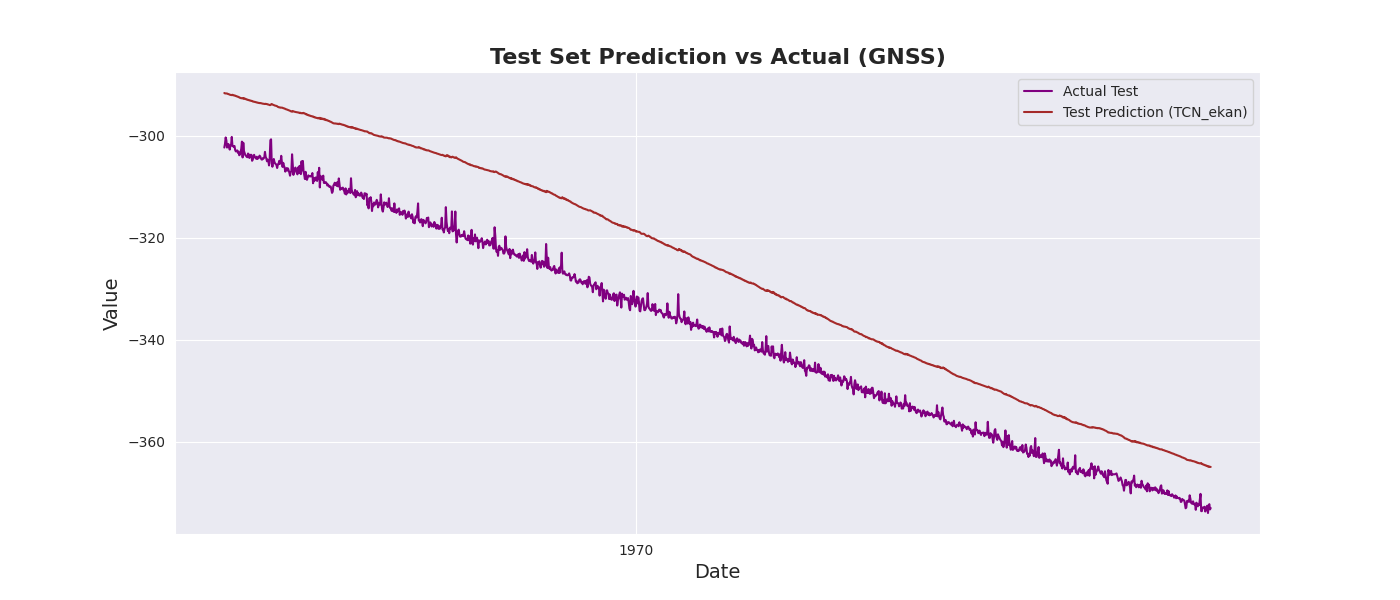 Test Set Prediction vs Actual (GNSS)
Actual Test
Test Prediction (TCN_ekan)
Value
−300
−320
−340
−360
1970
Date